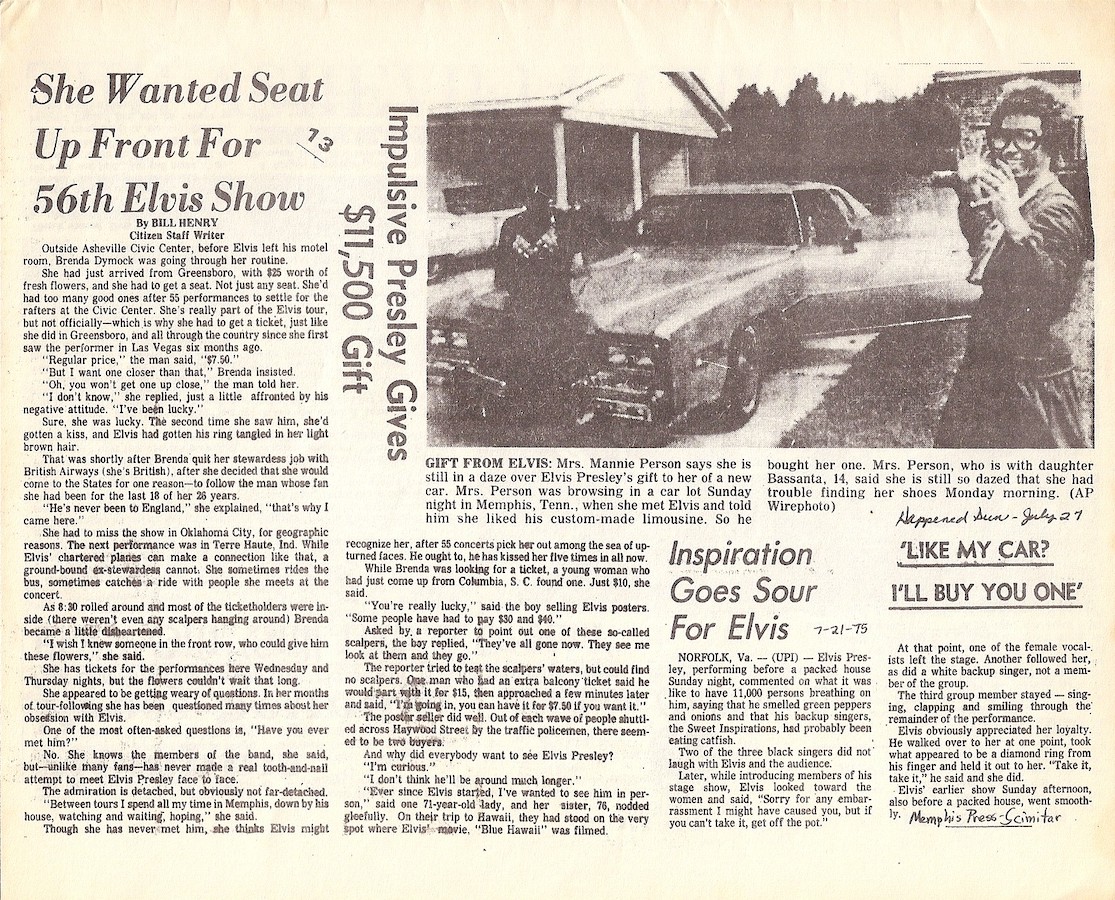 She Wanted Seat
Up Front For
56th Elvis Show
73
By BILL HENRY
Citizen Staff Writer
Outside Asheville Civic Center, before Elvis left his motel
room, Brenda Dymock was going through her routine.
She had just arrived from Greensboro, with $25 worth of
fresh flowers, and she had to get a seat. Not just any seat. She'd
had too many good ones after 55 performances to settle for the
rafters at the Civic Center. She's really part of the Elvis tour,
but not officially—which is why she had to get a ticket, just like
she did in Greensboro, and all through the country since she first
saw the performer in Las Vegas six months ago.
"Regular price," the man said, "$7.50."
"But I want one closer than that," Brenda insisted.
"Oh, you won't get one up close," the man told her.
"I don't know," she replied, just a little affronted by his
negative attitude. "I've been lucky."
Sure, she was lucky. The second time she saw him, she'd
gotten a kiss, and Elvis had gotten his ring tangled in her light
brown hair.
That was shortly after Brenda quit her stewardess job with
British Airways (she's British), after she decided that she would
come to the States for one reason—to follow the man whose fan
she had been for the last 18 of her 26 years.
"He's never been to England," she explained, "that's why I
came here."
She had to miss the show in Oklahoma City, for geographic
reasons. The next performance was in Terre Haute, Ind. While
Elvis' chartered planes can make a connection like that, a
ground-bound ex-stewardess cannot. She sometimes rides the
bus, sometimes catches a ride with people she meets at the
concert.
As 8:30 rolled around and most of the ticketholders were in-
side (there weren't even any scalpers hanging around) Brenda
became a little disheartened.
"I wish I knew someone in the front row, who could give him
these flowers," she said.
She has tickets for the performances here Wednesday and
Thursday nights, but the flowers couldn't wait that long.
She appeared to be getting weary of questions. In her months
of tour-following she has been questioned many times about her
obsession with Elvis.
One of the most often-asked questions is, "Have you ever
met him?"
No. She knows the members of the band, she said,
but—unlike many fans—has never made a real tooth-and-nail
attempt to meet Elvis Presley face to face.
The admiration is detached, but obviously not far-detached.
"Between tours I spend all my time in Memphis, down by his
house, watching and waiting, hoping," she said.
Though she has never met him, she thinks Elvis might
recognize her, after 55 concerts pick her out among the sea of up-
turned faces. He ought to, he has kissed her five times in all now.
While Brenda was looking for a ticket, a young woman who
had just come up from Columbia, S. C. found one. Just $10, she
said.
"You're really lucky," said the boy selling Elvis posters.
"Some people have had to pay $30 and $40."
Asked by a reporter to point out one of these so-called
scalpers, the boy replied, "They've all gone now. They see me
look at them and they go."
The reporter tried to test the scalpers' waters, but could find
no scalpers. One man who had an extra balcony ticket said he
would part with it for $15, then approached a few minutes later
and said, "I'm going in, you can have it for $7.50 if you want it."
The poster seller did well. Out of each wave of people shuttl-
ed across Haywood Street by the traffic policemen, there seem-
ed to be two buyers.
And why did everybody want to see Elvis Presley?
"I'm curious."
"I don't think he'll be around much longer."
"Ever since Elvis started, I've wanted to see him in per-
son," said one 71-year-old lady, and her sister, 76, nodded
gleefully. On their trip to Hawaii, they had stood on the very
spot where Elvis' movie, "Blue Hawaii" was filmed.
Impulsive Presley Gives
$11,500 Gift
GIFT FROM ELVIS: Mrs. Mannie Person says she is
still in a daze over Elvis Presley's gift to her of a new
car. Mrs. Person was browsing in a car lot Sunday
night in Memphis, Tenn., when she met Elvis and told
him she liked his custom-made limousine. So he
bought her one. Mrs. Person, who is with daughter
Bassanta, 14, said she is still so dazed that she had
trouble finding her shoes Monday morning. (AP
Wirephoto)
Happened Sun - July 27
'LIKE MY CAR?
I'LL BUY YOU ONE'
Inspiration
Goes Sour
For Elvis
7-21-75
NORFOLK, Va. — (UPI) — Elvis Pres-
ley, performing before a packed house
Sunday night, commented on what it was
like to have 11,000 persons breathing on
him, saying that he smelled green peppers
and onions and that his backup singers,
the Sweet Inspirations, had probably been
eating catfish.
Two of the three black singers did not
laugh with Elvis and the audience.
Later, while introducing members of his
stage show, Elvis looked toward the
women and said, "Sorry for any embar-
rassment I might have caused you, but if
you can't take it, get off the pot."
At that point, one of the female vocal-
ists left the stage. Another followed her,
as did a white backup singer, not a mem-
ber of the group.
The third group member stayed — sing-
ing, clapping and smiling through the
remainder of the performance.
Elvis obviously appreciated her loyalty.
He walked over to her at one point, took
what appeared to be a diamond ring from
his finger and held it out to her. "Take it,
take it," he said and she did.
Elvis' earlier show Sunday afternoon,
also before a packed house, went smooth-
ly.
Memphis Press-Scimitar